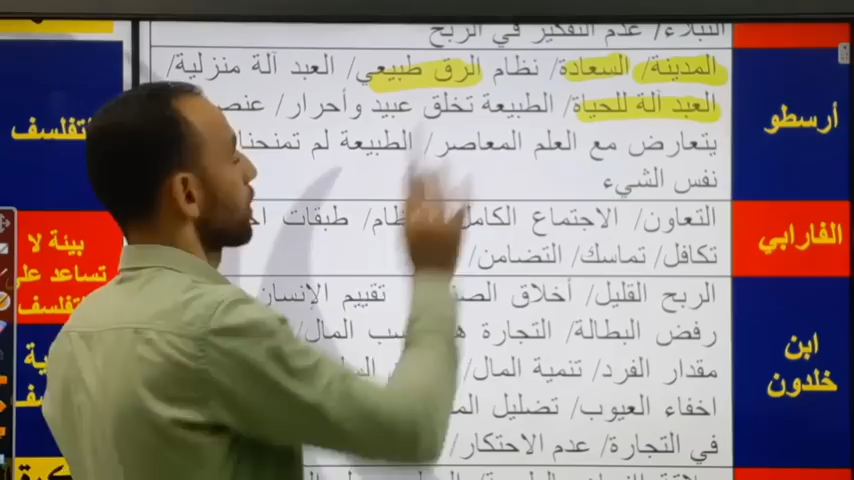 النبلاء/ عدم التفكير في الربح
أرسطو
المدينة/ السعادة/ نظام الرق طبيعي/ العبد آلة منزلية/
العبد آلة للحياة/ الطبيعة تخلق عبيد وأحرار/
يتعارض مع العلم المعاصر/ الطبيعة لم تمنحنا
نفس الشيء
الفارابي
التعاون/ الاجتماع الكامل/ طبقات
تكافل/ تماسك/ التضامن/
ابن خلدون
الربح القليل/ أخلاق تقييم الإنسان
رفض البطالة/ التجارة المال/
مقدار الفرد/ تنمية المال/
اخفاء العيوب/ تضليل
في التجارة/ عدم الاحتكار/
بيئة لا
تساعد على